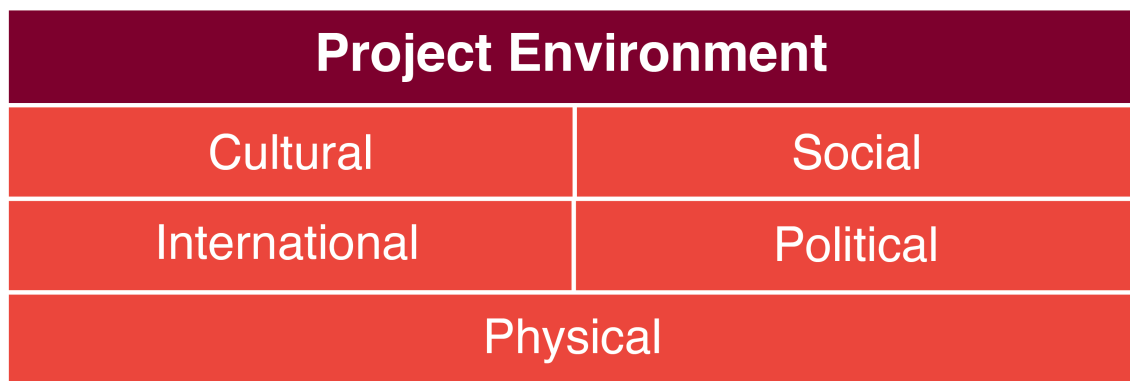 Project Environment
Cultural
Social
International
Political
Physical